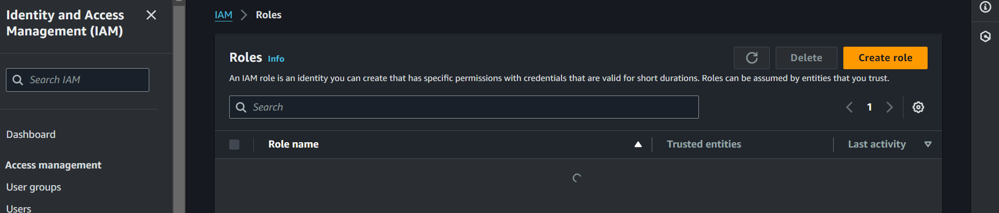 Identity and Access
Management (IAM)
Search IAM
Dashboard
Access management
User groups
Users
IAM
Roles
Roles Info
Delete
Create role
An IAM role is an identity you can create that has specific permissions with credentials that are valid for short durations. Roles can be assumed by entities that you trust.
Search
1
Role name
Trusted entities
Last activity